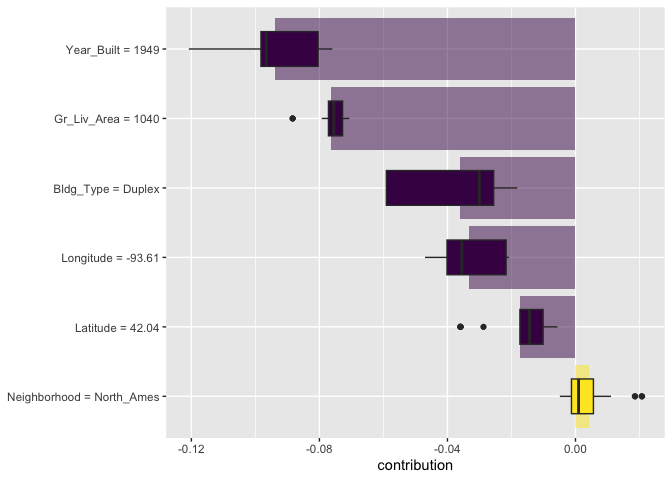 Year_Built = 1949
Gr_Liv_Area = 1040
Bldg_Type = Duplex
Longitude = -93.61
Latitude = 42.04
Neighborhood = North_Ames
-0.12 -0.08 -0.04 0.00
contribution